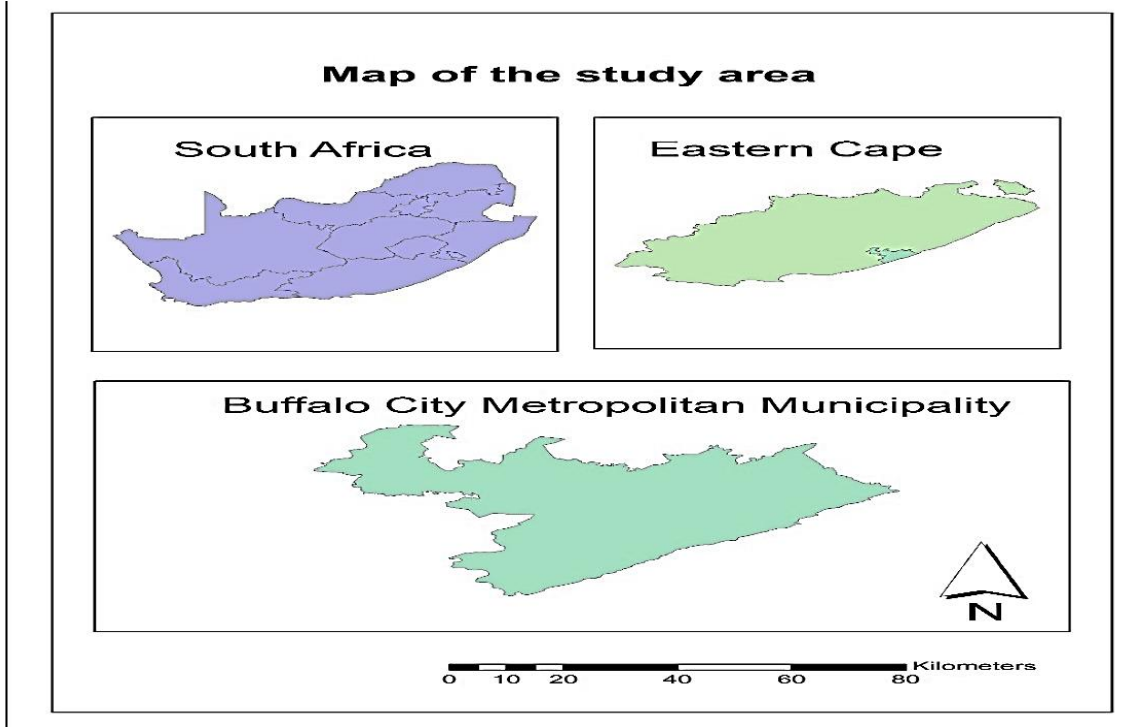 Map of the study area
South Africa
Eastern Cape
Buffalo City Metropolitan Municipality
N
Kilometers
0 10 20 40 60 80